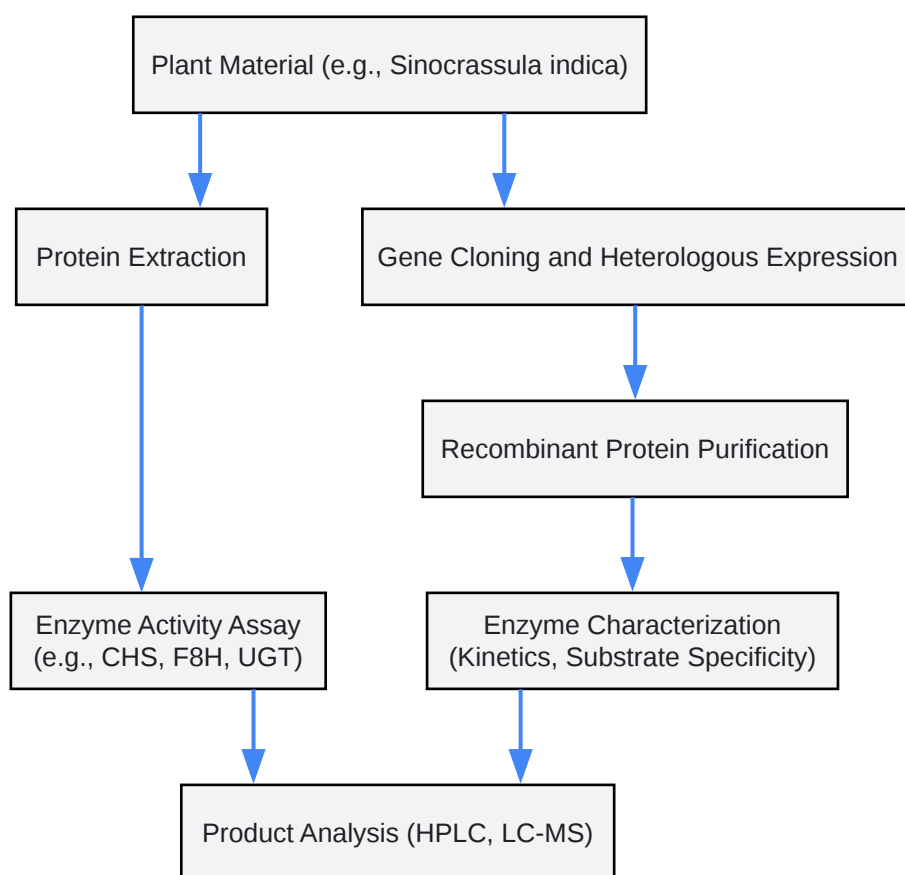 Plant Material (e.g., Sinocrassula indica)
Protein Extraction
Gene Cloning and Heterologous Expression
Recombinant Protein Purification
Enzyme Activity Assay
(e.g., CHS, F8H, UGT)
Enzyme Characterization
(Kinetics, Substrate Specificity)
Product Analysis (HPLC, LC-MS)